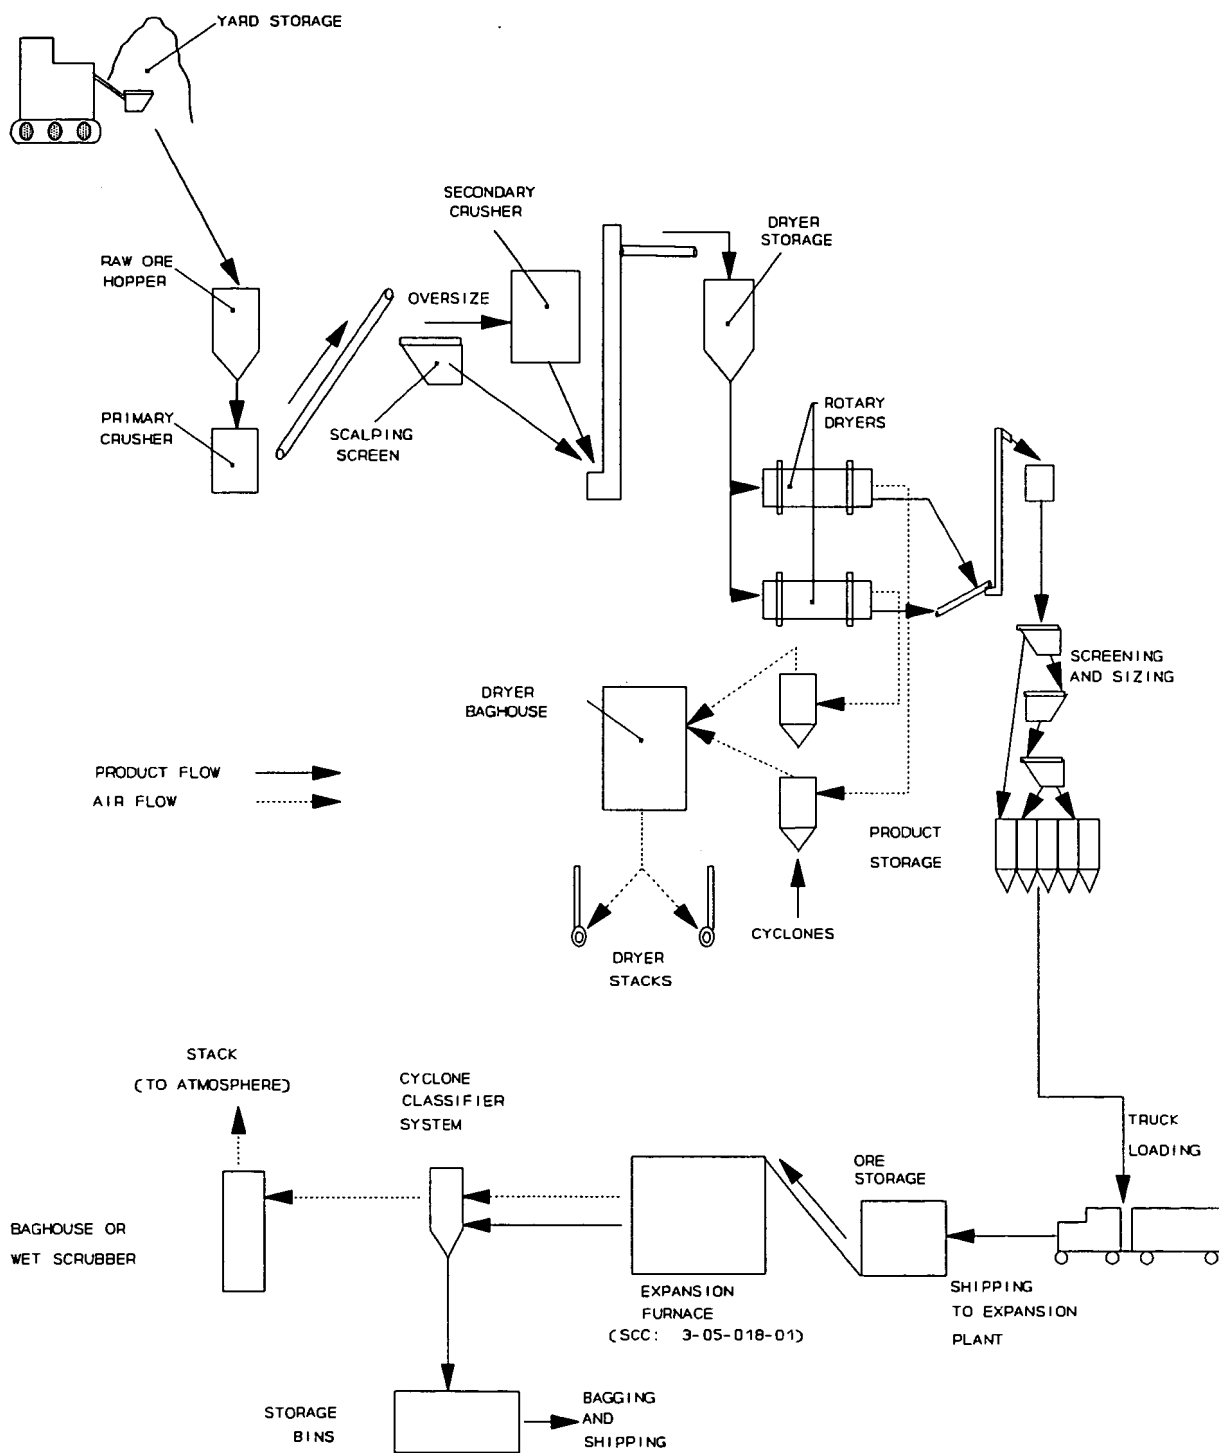 YARD STORAGE
SECONDARY
CRUSHER
DRYER
STORAGE
RAW ORE
HOPPER
OVERSIZE
PRIMARY
CRUSHER
SCALPING
SCREEN
ROTARY
DRYERS
SCREENING
AND SIZING
DRYER
BAGHOUSE
PRODUCT FLOW
AIR FLOW
PRODUCT
STORAGE
CYCLONES
DRYER
STACKS
STACK
(TO ATMOSPHERE)
CYCLONE
CLASSIFIER
SYSTEM
TRUCK
LOADING
ORE
STORAGE
BAGHOUSE OR
WET SCRUBBER
EXPANSION
FURNACE
(SCC: 3-05-018-01)
SHIPPING
TO EXPANSION
PLANT
STORAGE
BINS
BAGGING
AND
SHIPPING